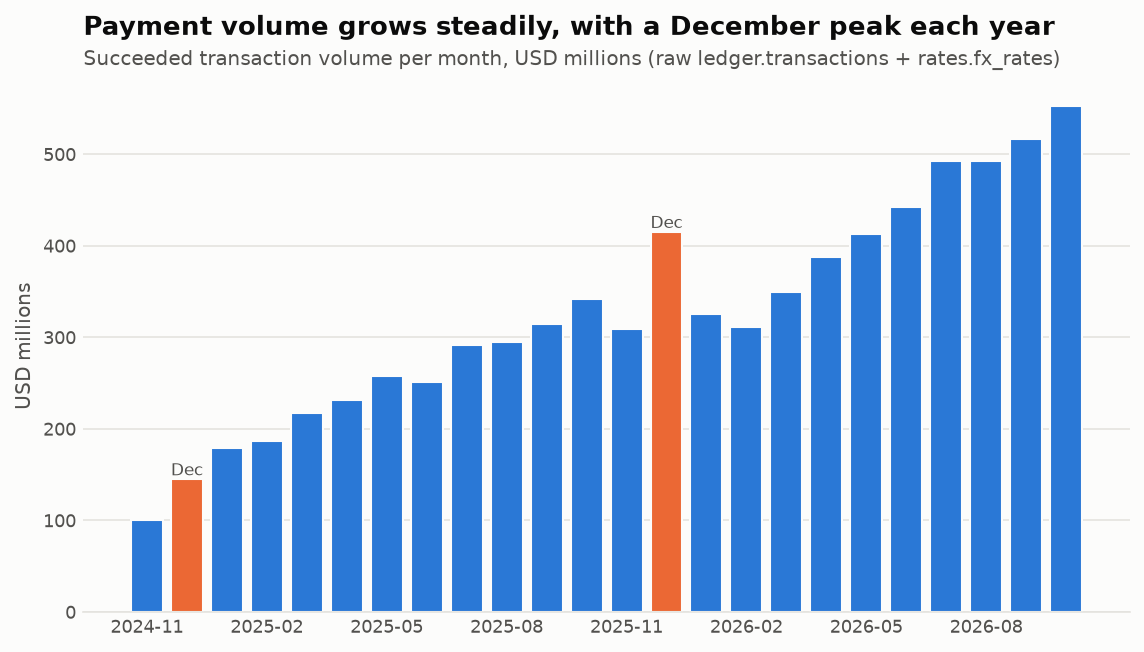 Payment volume grows steadily, with a December peak each year
Succeeded transaction volume per month, USD millions (raw ledger.transactions + rates.fx_rates)
USD millions
500
400
300
200
100
0
Dec
Dec
2024-11
2025-02
2025-05
2025-08
2025-11
2026-02
2026-05
2026-08